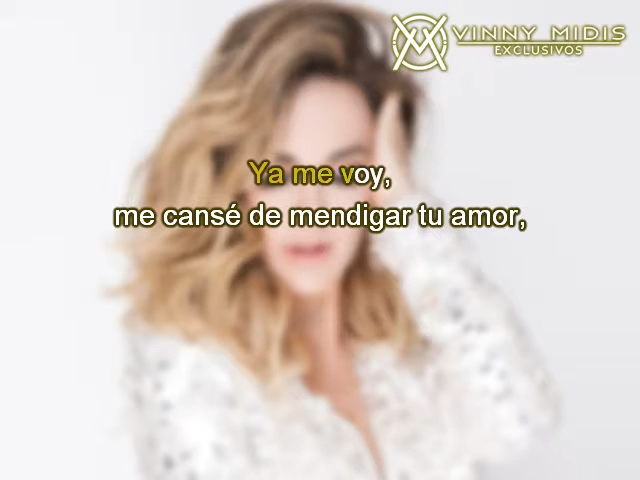 VINNY MIDIS
EXCLUSIVOS
Ya me voy,
me cansé de mendigar tu amor,